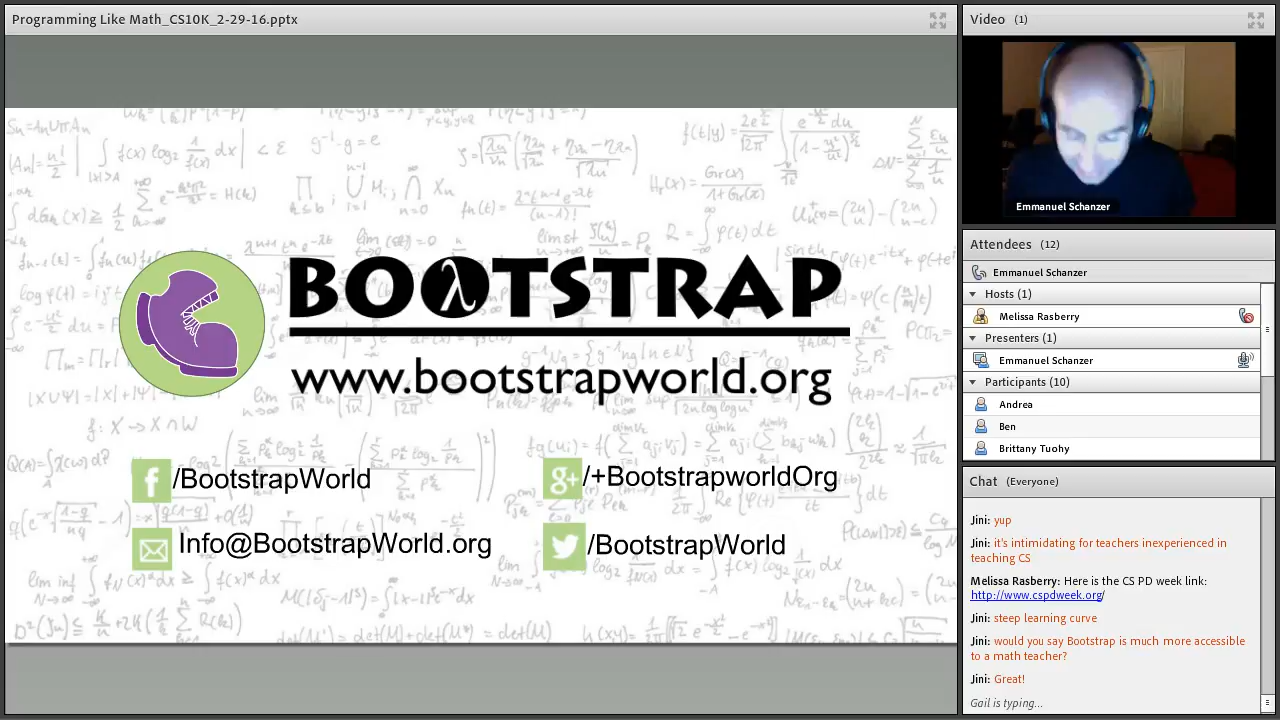 Programming Like Math_CS10K_2-29-16.pptx
BOOTSTRAP
www.bootstrapworld.org
/BootstrapWorld
/+BootstrapworldOrg
Info@BootstrapWorld.org
/BootstrapWorld
Video (1)
Emmanuel Schanzer
Attendees (12)
Emmanuel Schanzer
Hosts (1)
Melissa Rasberry
Presenters (1)
Emmanuel Schanzer
Participants (10)
Andrea
Ben
Brittany Tuohy
Chat (Everyone)
Jini: yup
Jini: it's intimidating for teachers inexperienced in
teaching CS
Melissa Rasberry: Here is the CS PD week link:
http://www.cspdweek.org/
Jini: steep learning curve
Jini: would you say Bootstrap is much more accessible
to a math teacher?
Jini: Great!
Gail is typing...